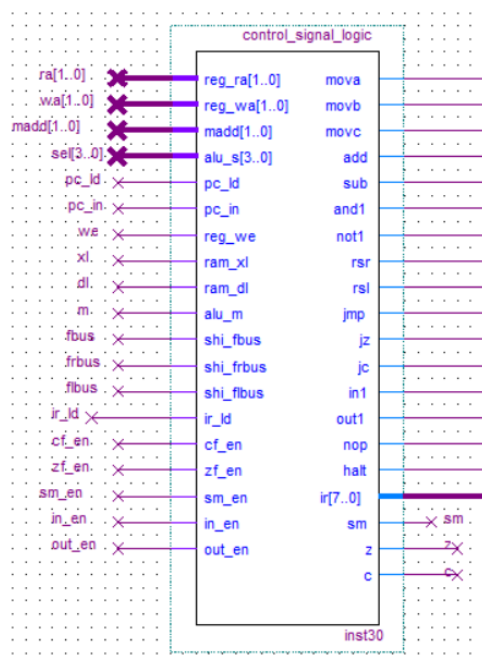 control_signal_logic
ra[1..0] reg_ra[1..0] mova
wa[1..0] reg_wa[1..0] movb
madd[1..0] madd[1..0] movc
sel[3..0] alu_s[3..0] add
pc_ld pc_ld sub
pc_in pc_in and1
we reg_we not1
xl ram_xl rsr
dl ram_dl rsl
m alu_m jmp
fbus shi_fbus jz
frbus shi_frbus jc
flbus shi_flbus in1
ir_ld ir_ld out1
cf_en cf_en nop
zf_en zf_en halt
sm_en sm_en ir[7..0]
in_en in_en sm sm
out_en out_en z z
c c
inst30